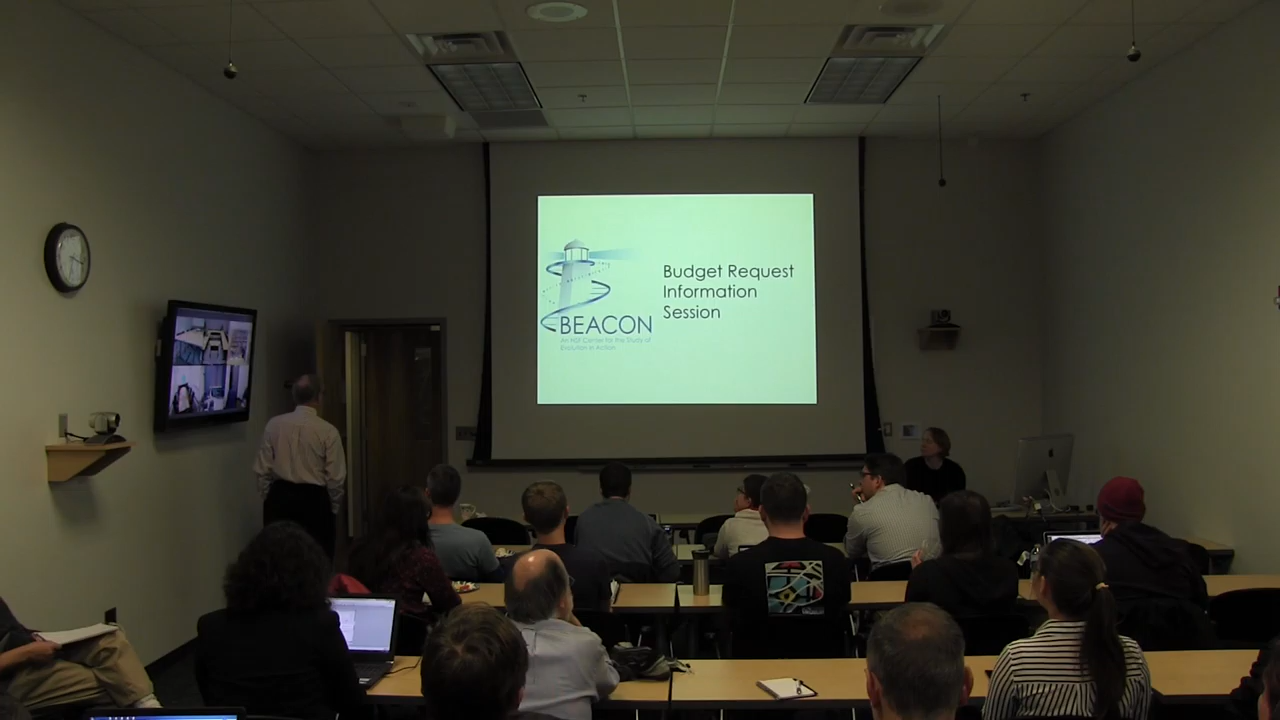 BEACON
An NSF Center for the Study of
Evolution in Action
Budget Request
Information
Session